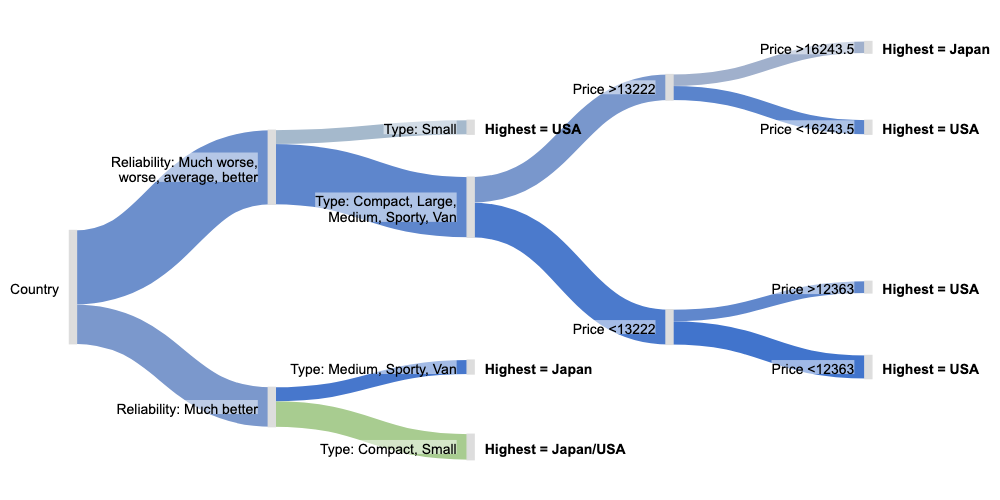 Price >16243.5
Highest = Japan
Price >13222
Type: Small
Highest = USA
Price <16243.5
Highest = USA
Reliability: Much worse,
worse, average, better
Type: Compact, Large,
Medium, Sporty, Van
Country
Price >12363
Highest = USA
Price <13222
Type: Medium, Sporty, Van
Highest = Japan
Price <12363
Highest = USA
Reliability: Much better
Type: Compact, Small
Highest = Japan/USA